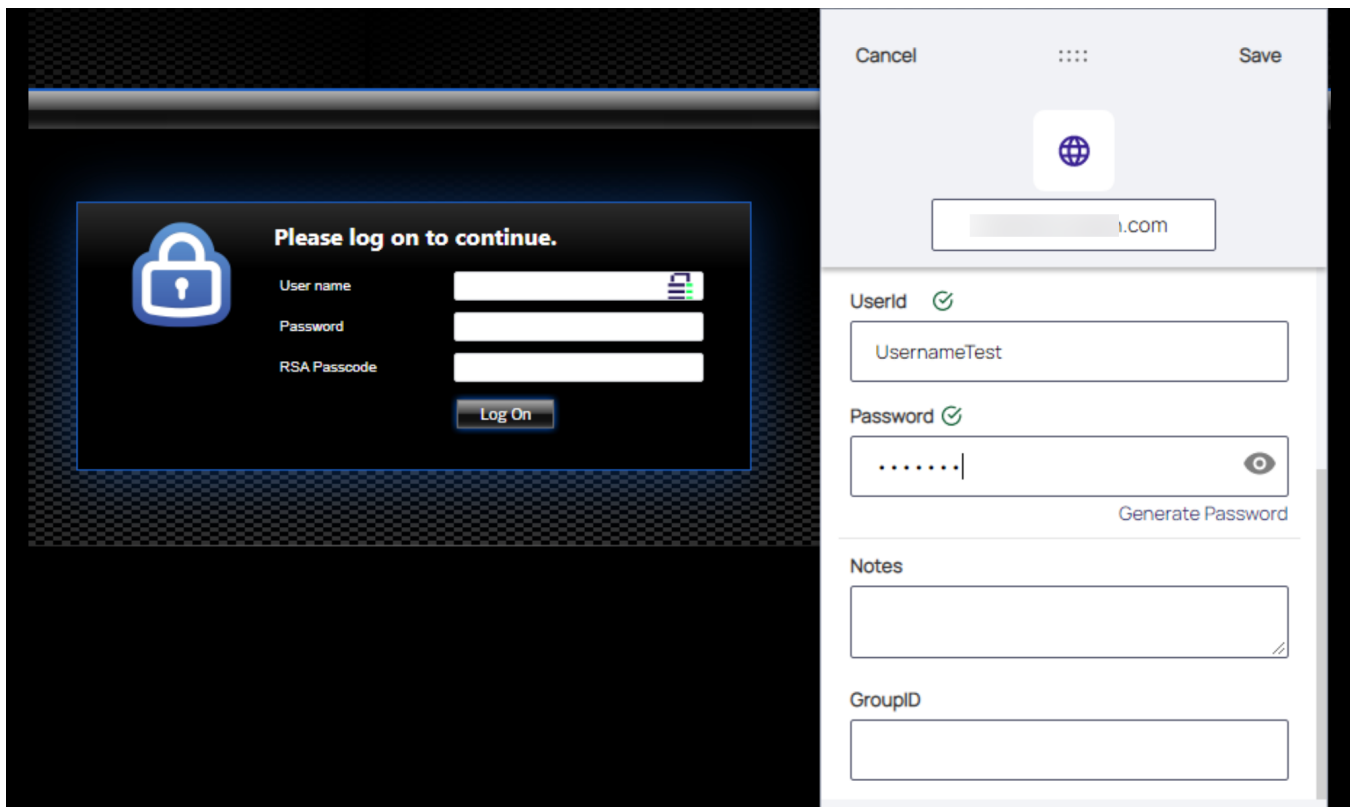 Please log on to continue.
User name
Password
RSA Passcode
Log On
Cancel
Save
.com
UserId
UsernameTest
Password
•••••••
Generate Password
Notes
GroupID